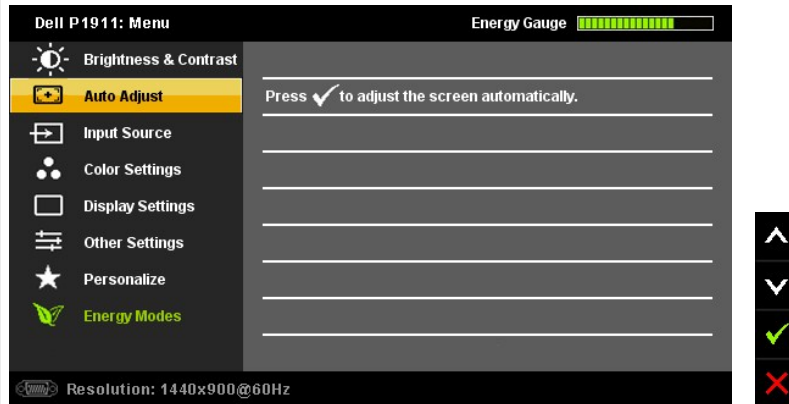 Dell P1911: Menu
Energy Gauge
Brightness & Contrast
Auto Adjust
Press ✓ to adjust the screen automatically.
Input Source
Color Settings
Display Settings
Other Settings
Personalize
Energy Modes
Resolution: 1440x900@60Hz